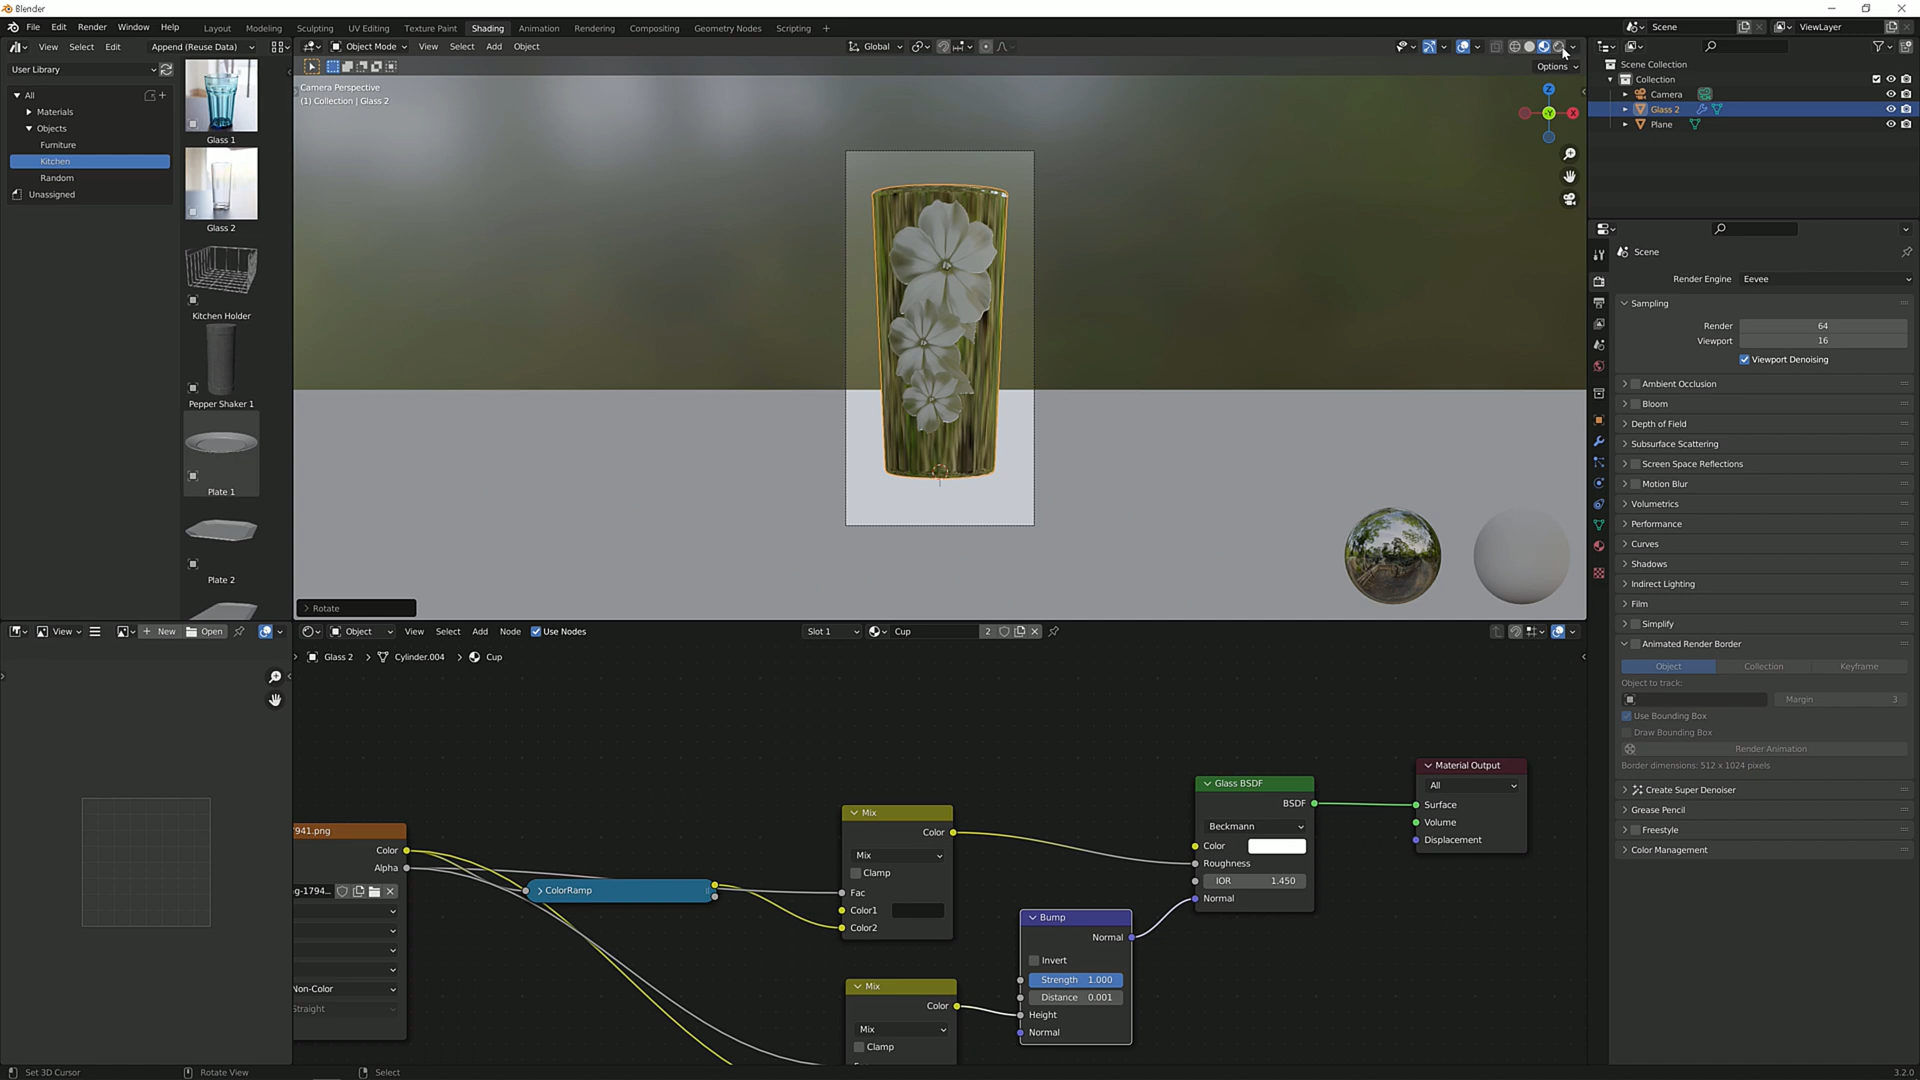 Blender
File Edit Render Window Help Layout Modeling Sculpting UV Editing Texture Paint Shading Animation Rendering Compositing Geometry Nodes Scripting + Scene ViewLayer
View Select Edit Append (Reuse Data)
Object Mode View Select Add Object Global
User Library
Options
All
Materials
Objects
Furniture
Kitchen
Random
Unassigned
Glass 1
Glass 2
Kitchen Holder
Pepper Shaker 1
Plate 1
Plate 2
Camera Perspective
(1) Collection | Glass 2
Z
-Y
X
Rotate
Scene Collection
Collection
Camera
Glass 2
Plane
Scene
Render Engine Eevee
Sampling
Render 64
Viewport 16
Viewport Denoising
Ambient Occlusion
Bloom
Depth of Field
Subsurface Scattering
Screen Space Reflections
Motion Blur
Volumetrics
Performance
Curves
Shadows
Indirect Lighting
Film
Simplify
Animated Render Border
Object Collection Keyframe
Object to track:
Margin 3
Use Bounding Box
Draw Bounding Box
Render Animation
Border dimensions: 512 x 1024 pixels
Create Super Denoiser
Grease Pencil
Freestyle
Color Management
View New Open
Object View Select Add Node Use Nodes Slot 1 Cup 2
Glass 2 > Cylinder.004 > Cup
941.png
Color
Alpha
g-1794...
Non-Color
Straight
ColorRamp
Mix
Color
Mix
Clamp
Fac
Color1
Color2
Mix
Color
Mix
Clamp
Bump
Normal
Invert
Strength 1.000
Distance 0.001
Height
Normal
Glass BSDF
BSDF
Beckmann
Color
Roughness
IOR 1.450
Normal
Material Output
All
Surface
Volume
Displacement
Set 3D Cursor Rotate View Select 3.2.0